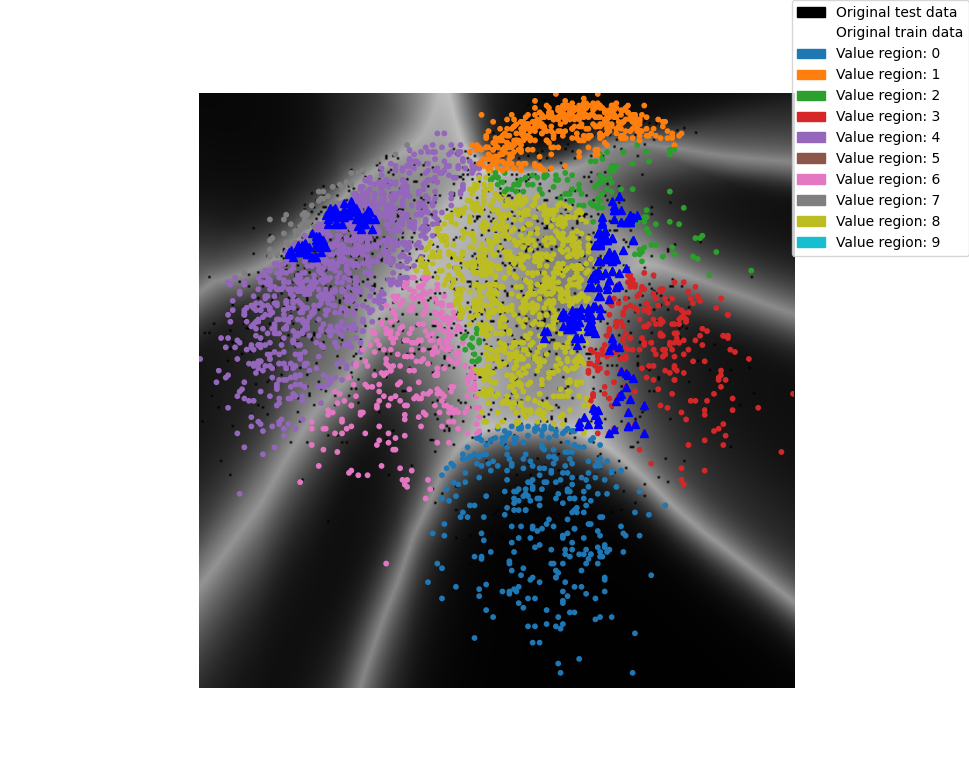 Original test data
Original train data
Value region: 0
Value region: 1
Value region: 2
Value region: 3
Value region: 4
Value region: 5
Value region: 6
Value region: 7
Value region: 8
Value region: 9